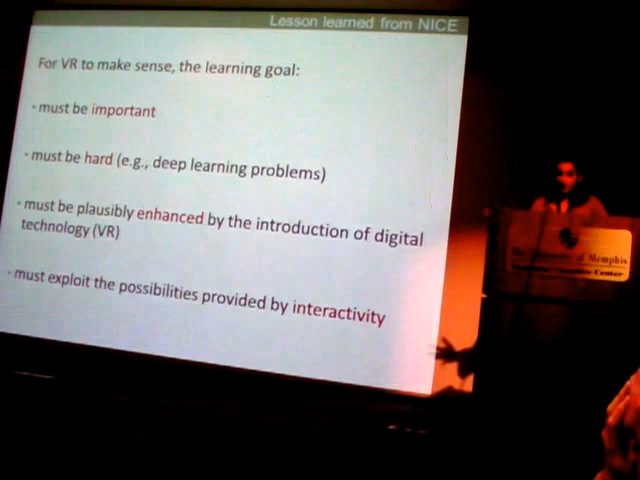 Lesson learned from NICE
For VR to make sense, the learning goal:
- must be important
- must be hard (e.g., deep learning problems)
- must be plausibly enhanced by the introduction of digital
technology (VR)
- must exploit the possibilities provided by interactivity
of Memphis
Center